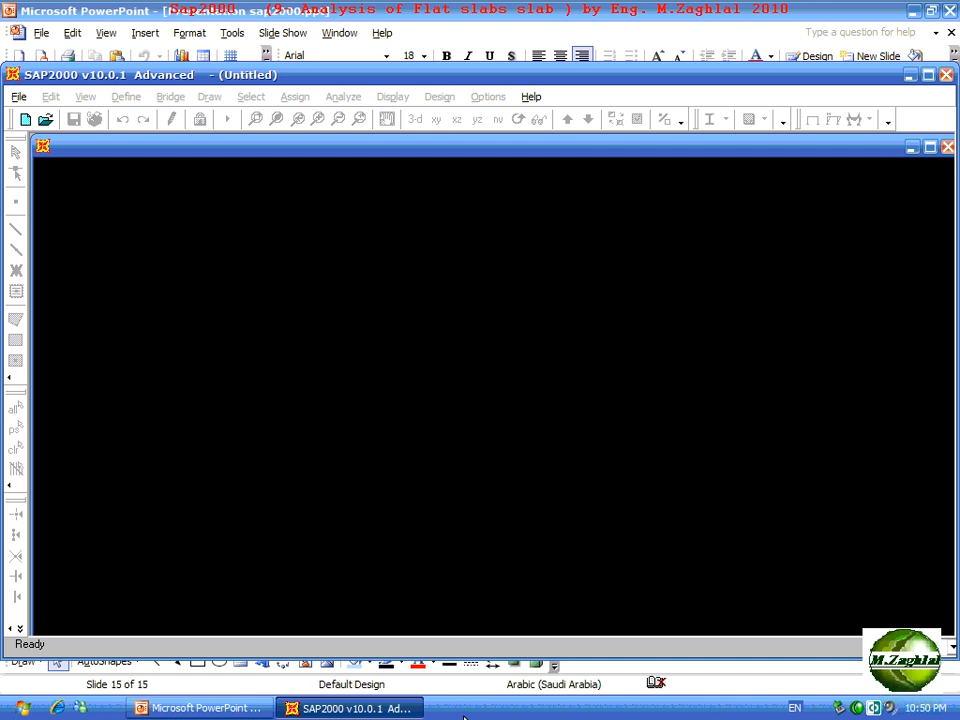 Microsoft PowerPoint - [
Sap2000 (9- Analysis of Flat slabs slab ) by Eng. M.Zaghlal 2010
File Edit View Insert Format Tools Slide Show Window Help Type a question for help
Arial 18 B I U S Design New Slide
SAP2000 v10.0.1 Advanced - (Untitled)
File Edit View Define Bridge Draw Select Assign Analyze Display Design Options Help
3-d xy xz yz nv
all
ps
clr
Ready
Draw AutoShapes
M.Zaghlal
Slide 15 of 15 Default Design Arabic (Saudi Arabia)
Microsoft PowerPoint ... SAP2000 v10.0.1 Ad... EN 10:50 PM